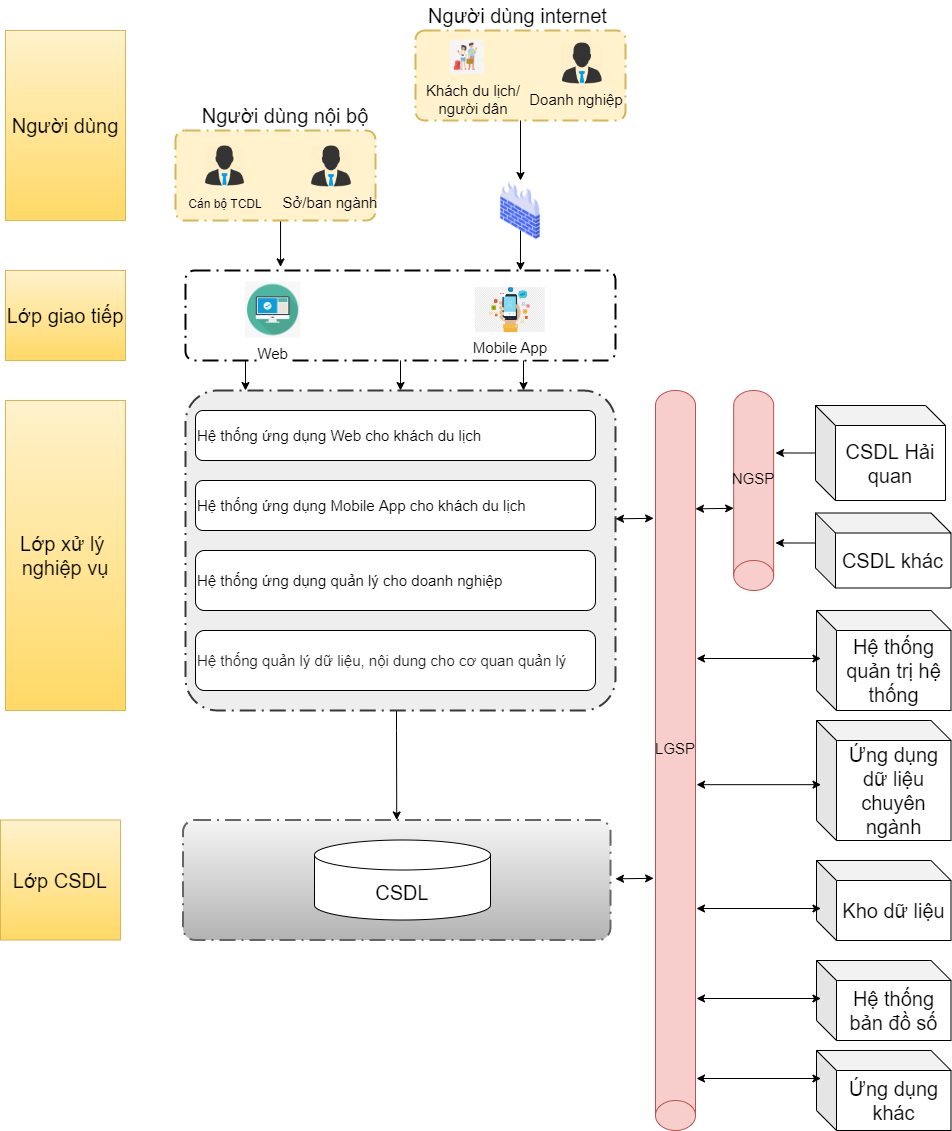 Người dùng internet
Khách du lịch/
người dân
Doanh nghiệp
Người dùng
Người dùng nội bộ
Cán bộ TCDL
Sở/ban ngành
Lớp giao tiếp
Web
Mobile App
Lớp xử lý
nghiệp vụ
Hệ thống ứng dụng Web cho khách du lịch
Hệ thống ứng dụng Mobile App cho khách du lịch
Hệ thống ứng dụng quản lý cho doanh nghiệp
Hệ thống quản lý dữ liệu, nội dung cho cơ quan quản lý
NGSP
CSDL Hải
quan
CSDL khác
Hệ thống
quản trị hệ
thống
LGSP
Ứng dụng
dữ liệu
chuyên
ngành
Lớp CSDL
CSDL
Kho dữ liệu
Hệ thống
bản đồ số
Ứng dụng
khác